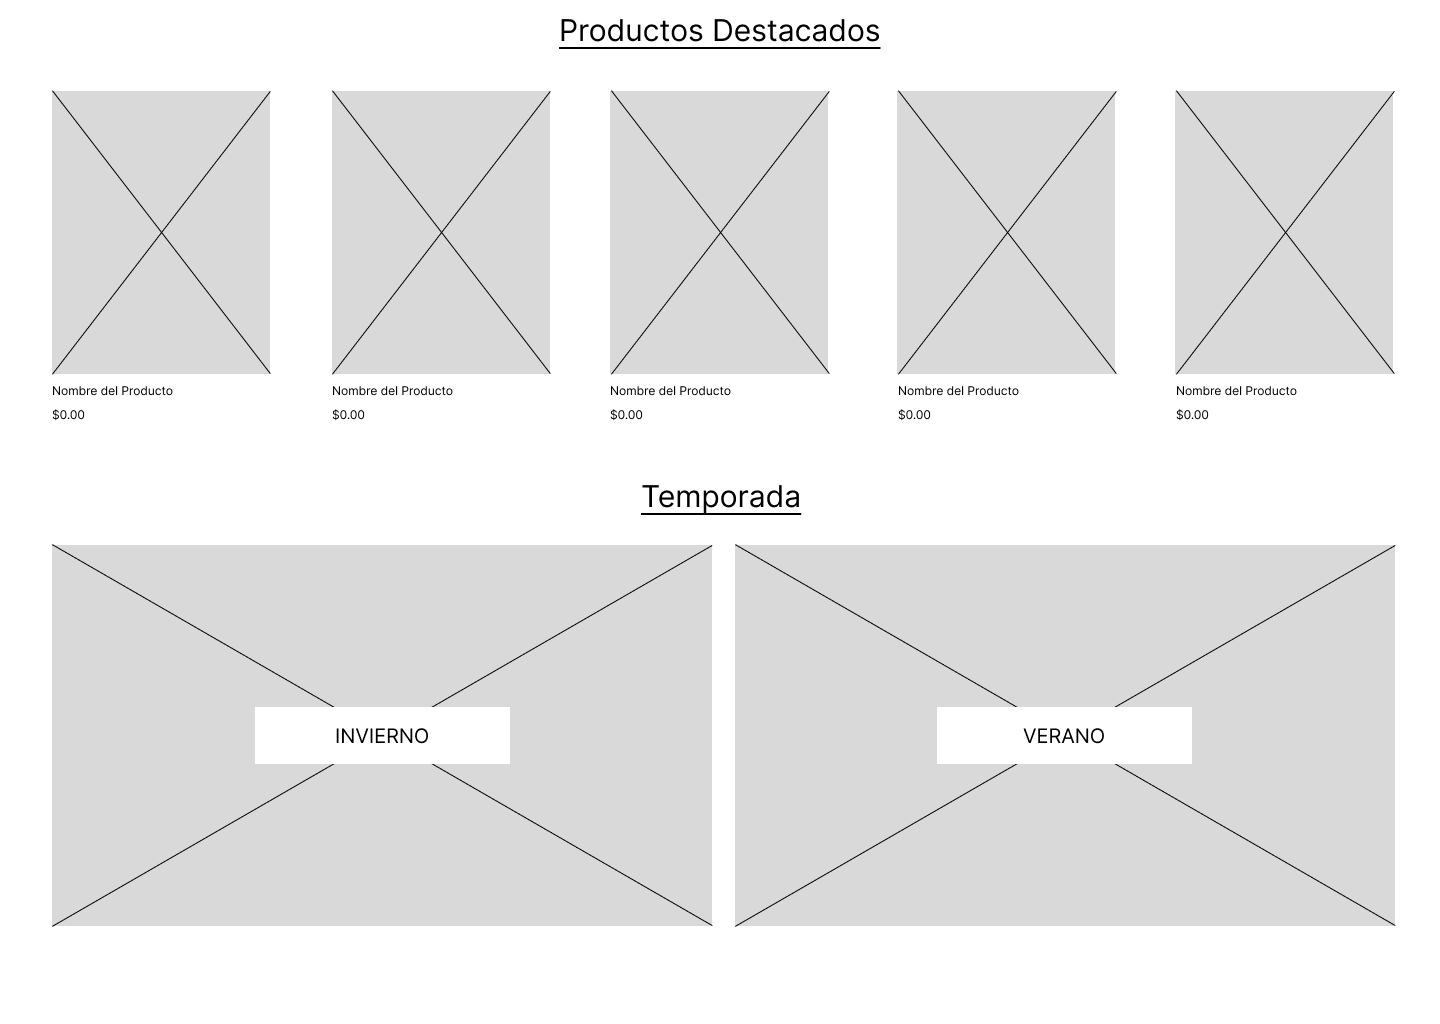 Productos Destacados
Nombre del Producto
$0.00
Nombre del Producto
$0.00
Nombre del Producto
$0.00
Nombre del Producto
$0.00
Nombre del Producto
$0.00
Temporada
INVIERNO
VERANO